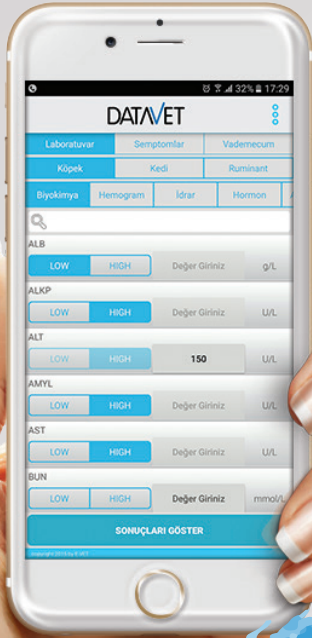 32% 17:29
DATAVET
Laboratuvar Semptomlar Vademecum
Köpek Kedi Ruminant
Biyokimya Hemogram İdrar Hormon
ALB
LOW HIGH Değer Giriniz g/L
ALKP
LOW HIGH Değer Giriniz U/L
ALT
LOW HIGH 150 U/L
AMYL
LOW HIGH Değer Giriniz U/L
AST
LOW HIGH Değer Giriniz U/L
BUN
LOW HIGH Değer Giriniz mmol/L
SONUÇLARI GÖSTER